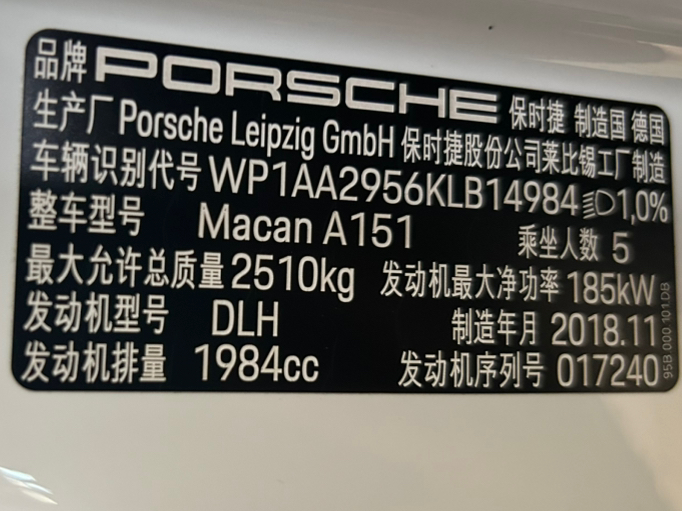 品牌 PORSCHE 保时捷 制造国 德国
生产厂 Porsche Leipzig GmbH 保时捷股份公司莱比锡工厂制造
车辆识别代号 WP1AA2956KLB14984 1,0%
整车型号 Macan A151 乘坐人数 5
最大允许总质量 2510kg 发动机最大净功率 185kW
发动机型号 DLH 制造年月 2018.11
发动机排量 1984cc 发动机序列号 017240
95B 000 101 DB